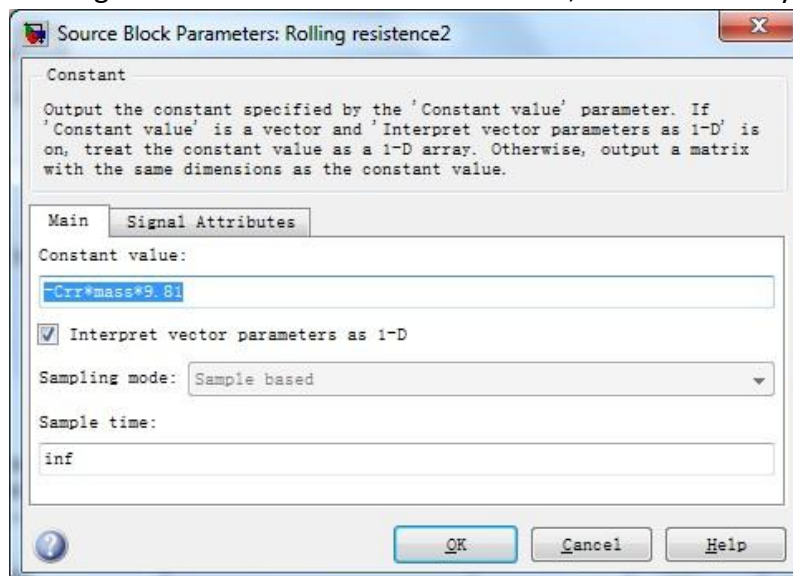 Source Block Parameters: Rolling resistence2
Constant
Output the constant specified by the 'Constant value' parameter. If
'Constant value' is a vector and 'Interpret vector parameters as 1-D' is
on, treat the constant value as a 1-D array. Otherwise, output a matrix
with the same dimensions as the constant value.
Main Signal Attributes
Constant value:
-Crr*mass*9.81
Interpret vector parameters as 1-D
Sampling mode: Sample based
Sample time:
inf
OK Cancel Help